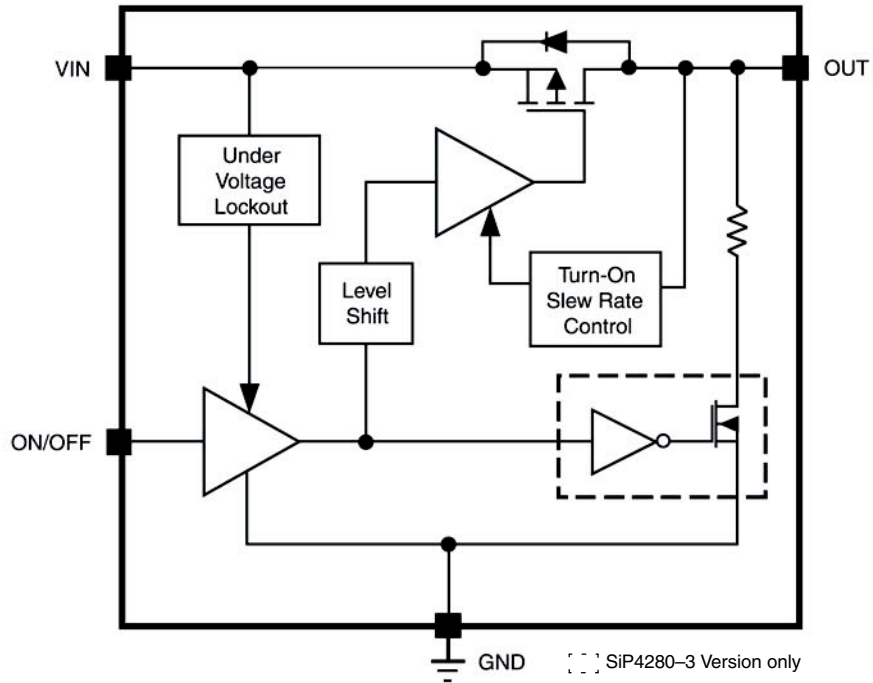 VIN
OUT
Under
Voltage
Lockout
Level
Shift
Turn-On
Slew Rate
Control
ON/OFF
GND
SiP4280–3 Version only